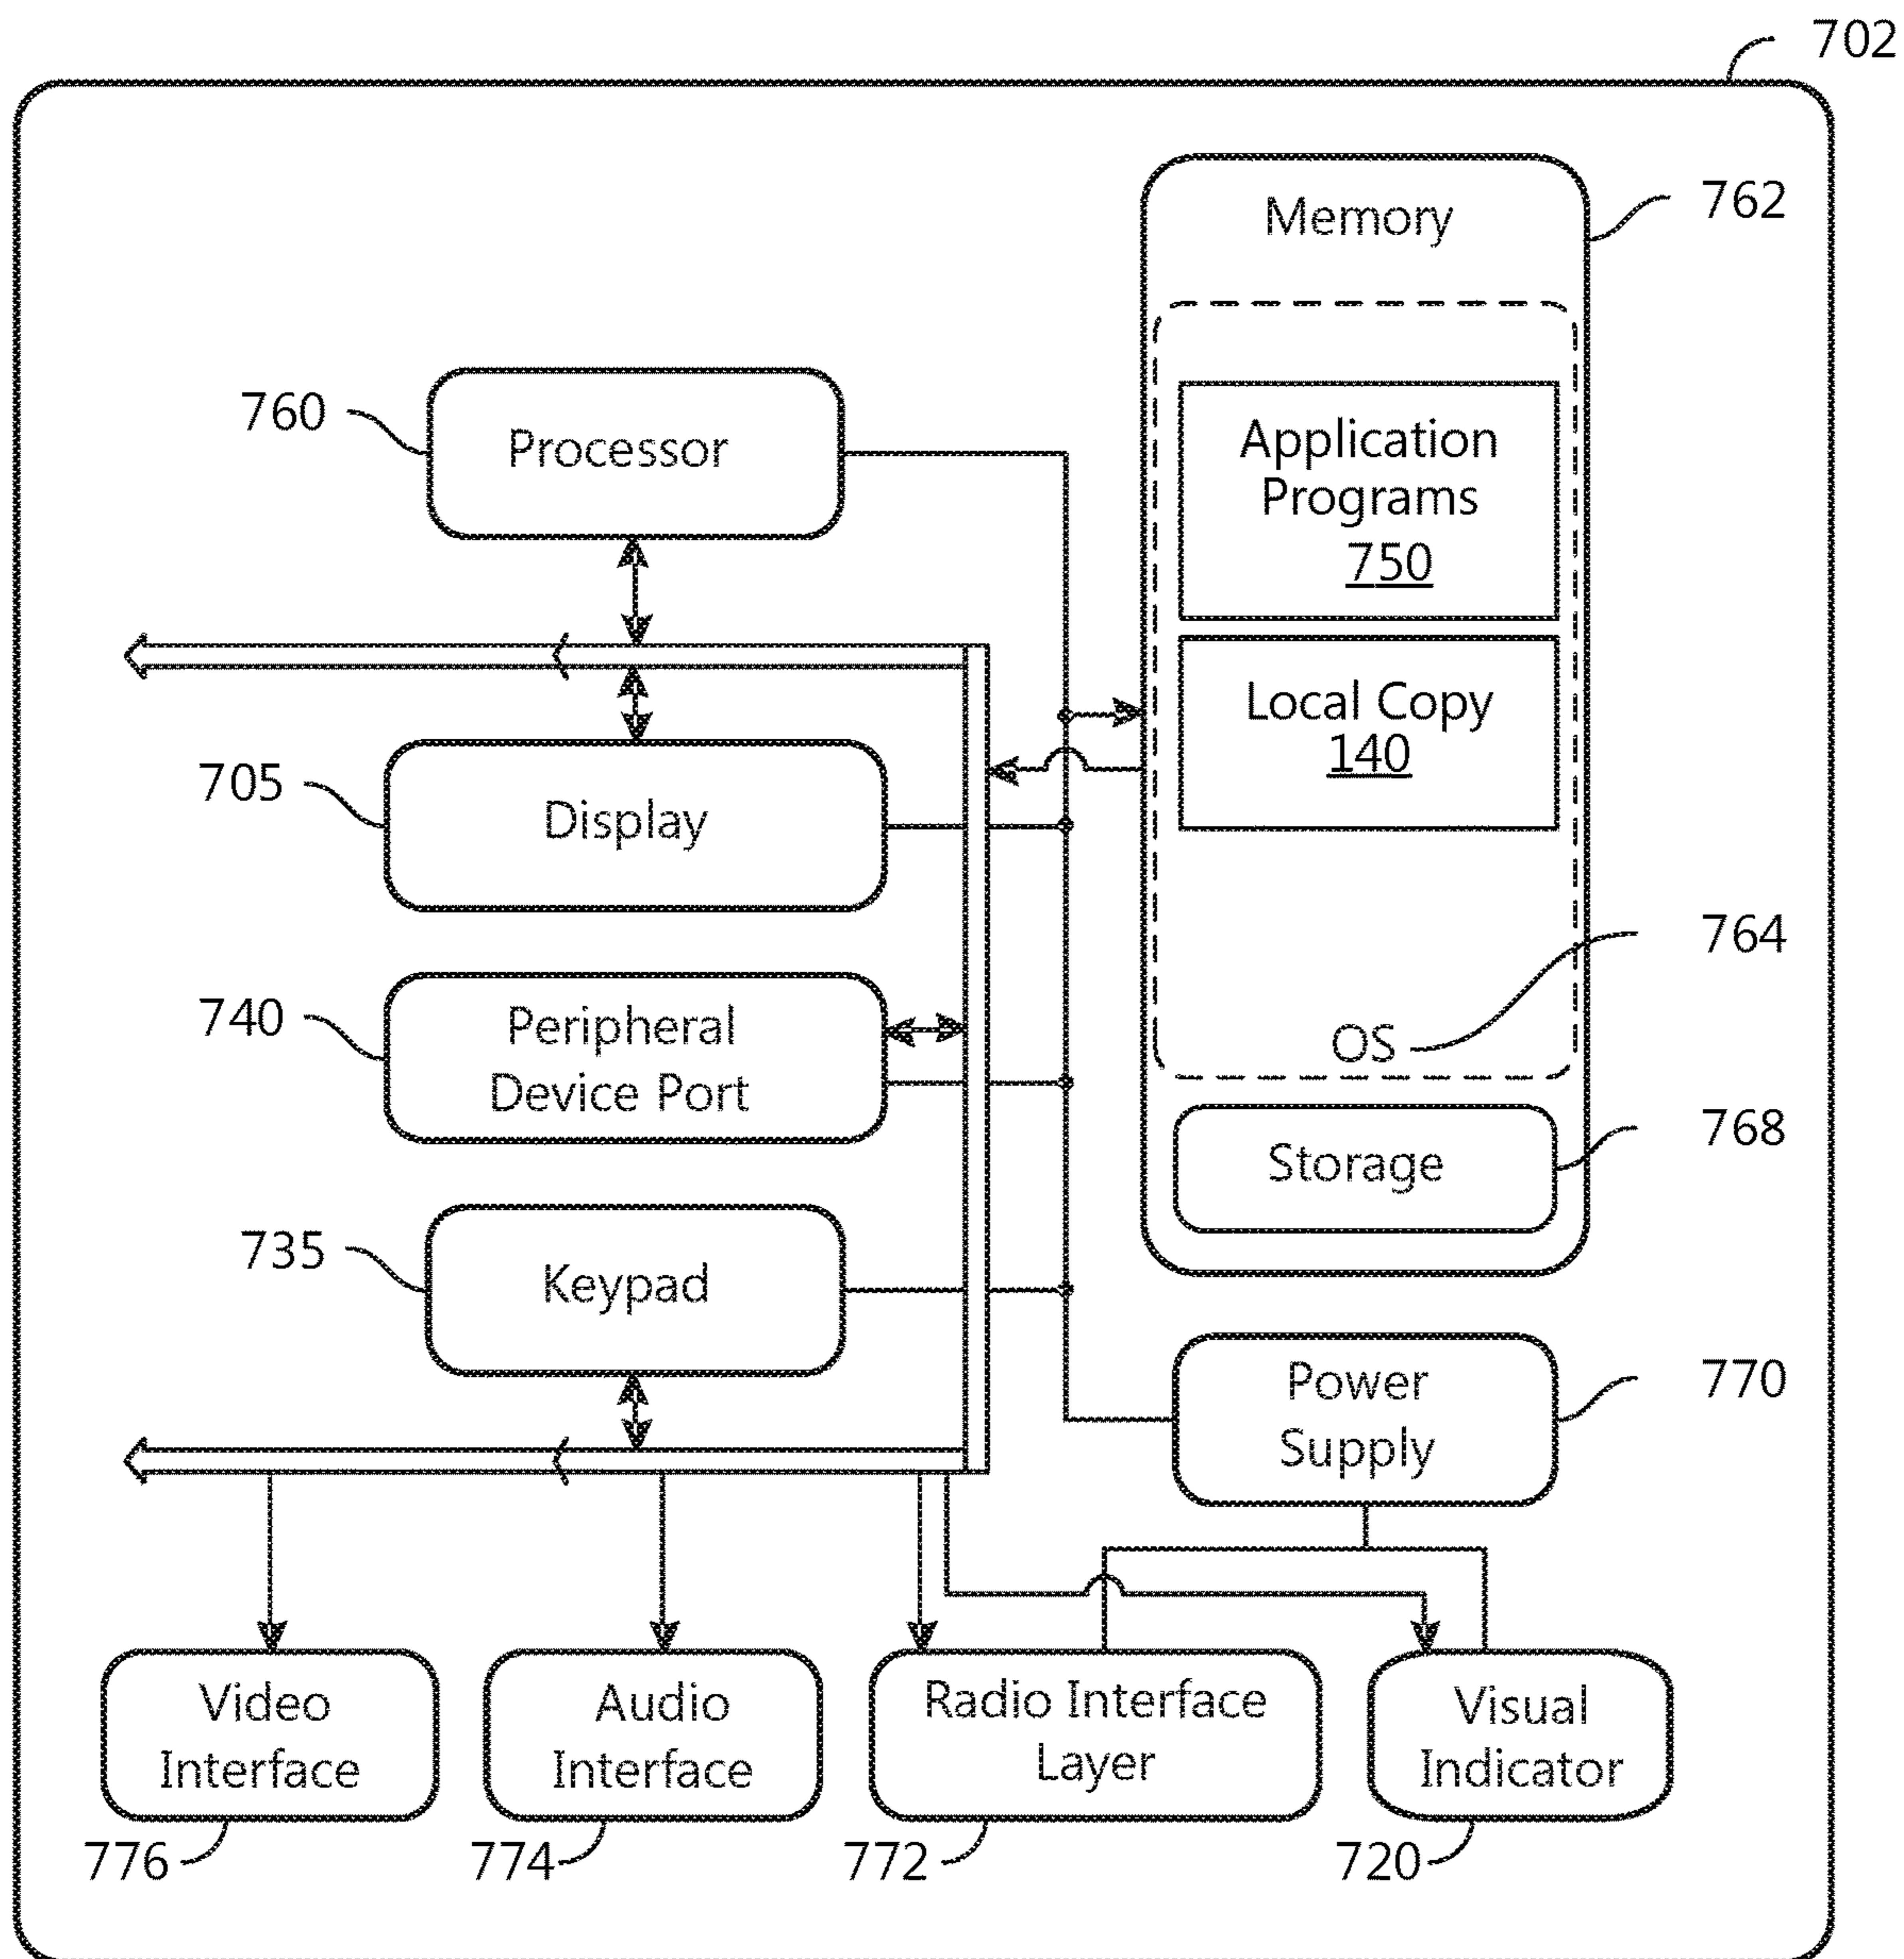 702
Memory
762
Application
Programs
750
760
Processor
Local Copy
140
705
Display
764
740
Peripheral
Device Port
OS
768
Storage
735
Keypad
Power
Supply
770
Video
Interface
Audio
Interface
Radio Interface
Layer
Visual
Indicator
776
774
772
720